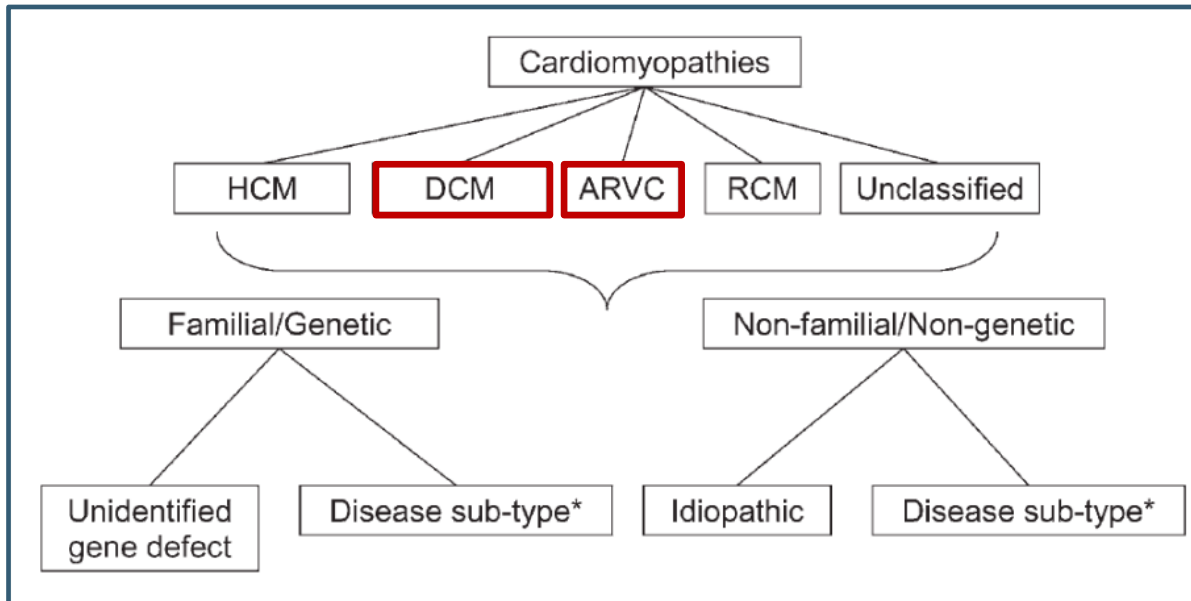 Cardiomyopathies
HCM
DCM
ARVC
RCM
Unclassified
Familial/Genetic
Non-familial/Non-genetic
Unidentified
gene defect
Disease sub-type*
Idiopathic
Disease sub-type*